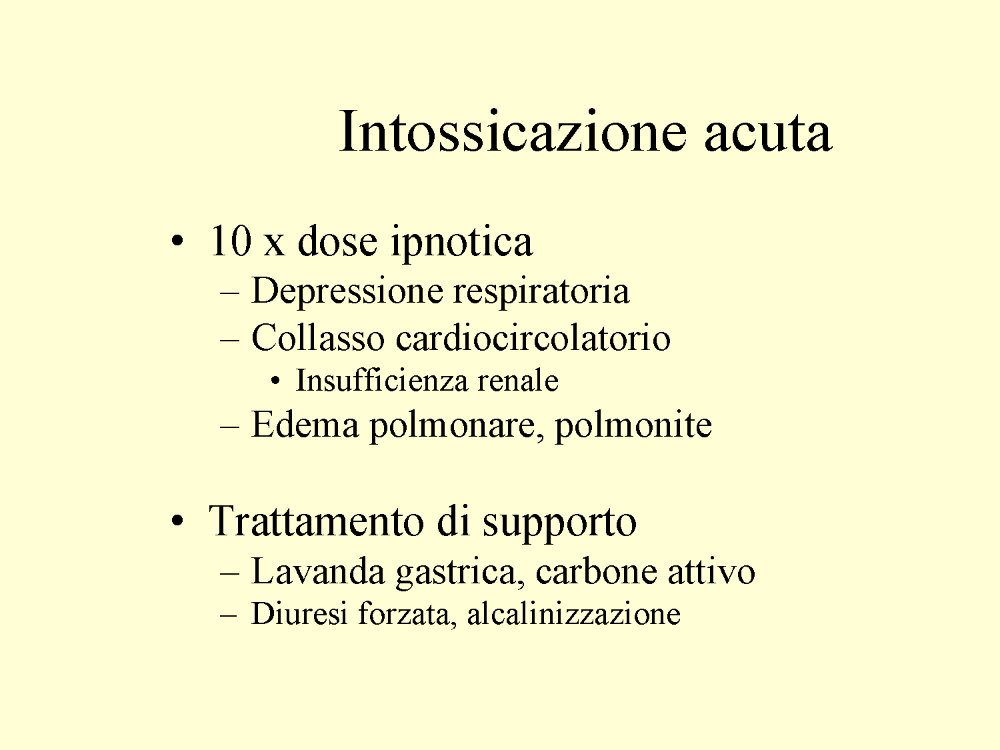 Intossicazione acuta
• 10 x dose ipnotica
– Depressione respiratoria
– Collasso cardiocircolatorio
• Insufficienza renale
– Edema polmonare, polmonite
• Trattamento di supporto
– Lavanda gastrica, carbone attivo
– Diuresi forzata, alcalinizzazione